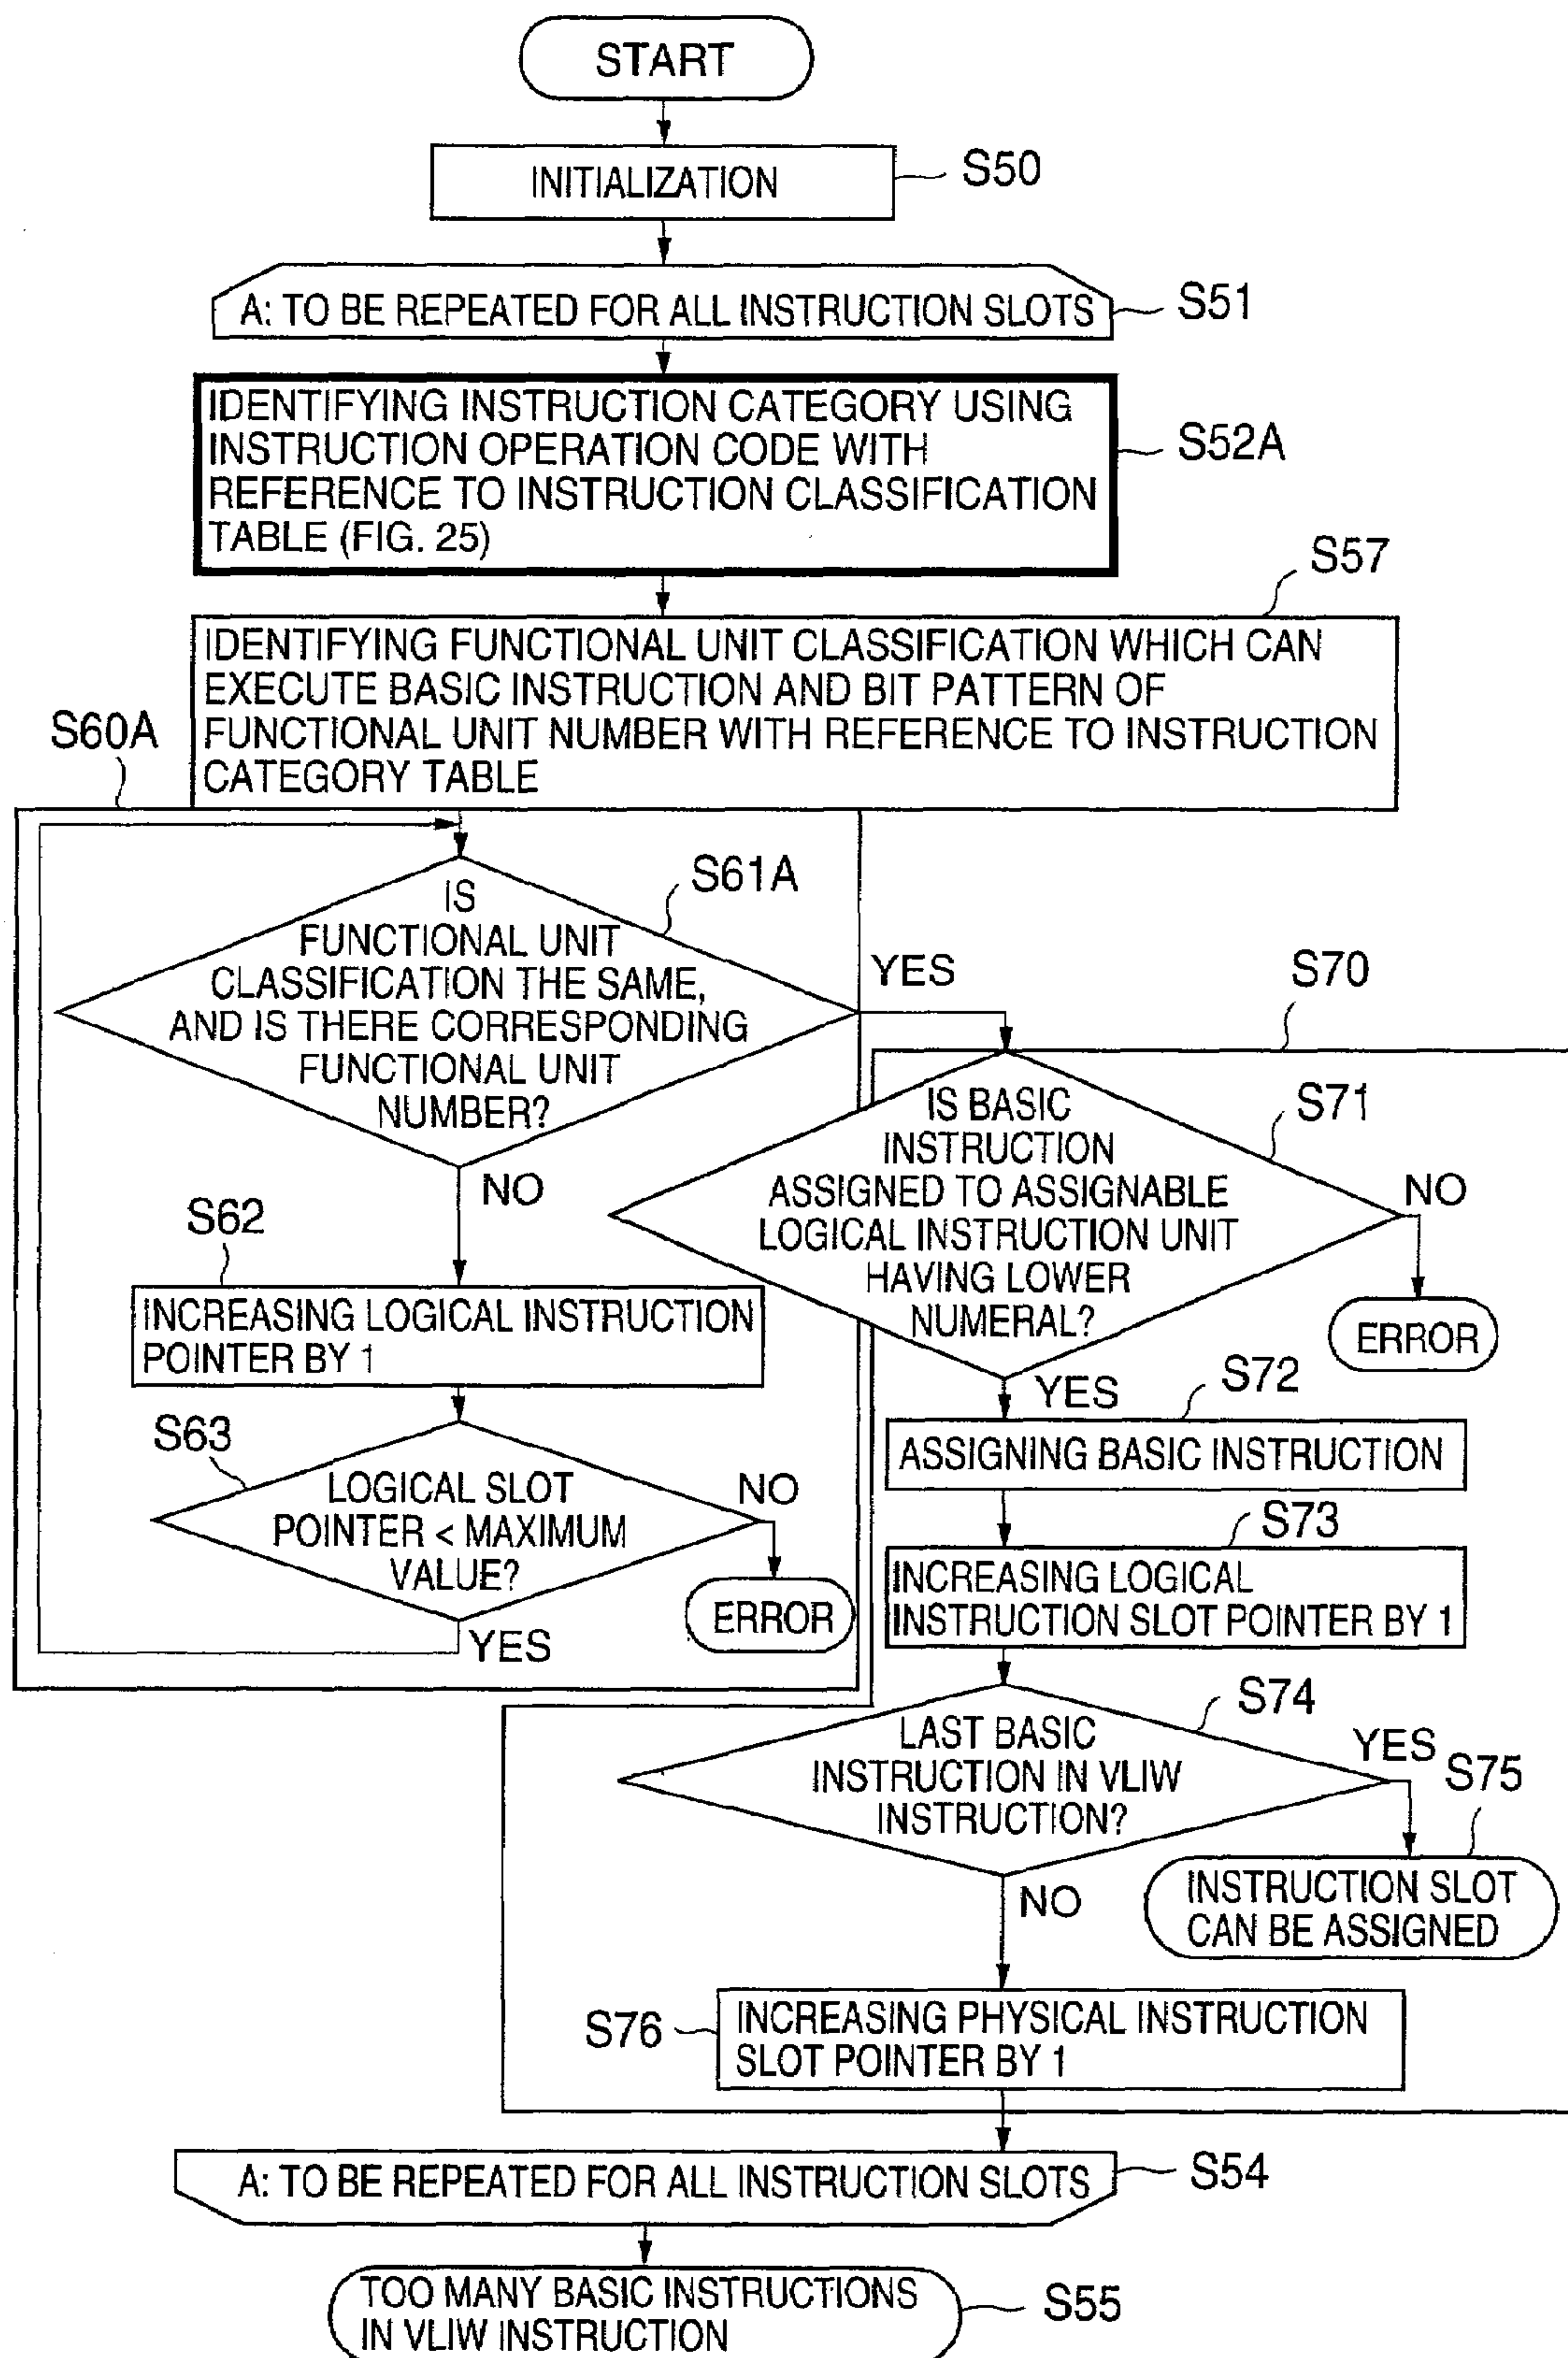 START
INITIALIZATION
S50
A: TO BE REPEATED FOR ALL INSTRUCTION SLOTS
S51
IDENTIFYING INSTRUCTION CATEGORY USING
INSTRUCTION OPERATION CODE WITH
REFERENCE TO INSTRUCTION CLASSIFICATION
TABLE (FIG. 25)
S52A
S57
IDENTIFYING FUNCTIONAL UNIT CLASSIFICATION WHICH CAN
EXECUTE BASIC INSTRUCTION AND BIT PATTERN OF
FUNCTIONAL UNIT NUMBER WITH REFERENCE TO INSTRUCTION
CATEGORY TABLE
S60A
S61A
IS
FUNCTIONAL UNIT
CLASSIFICATION THE SAME,
AND IS THERE CORRESPONDING
FUNCTIONAL UNIT
NUMBER?
YES
NO
S62
INCREASING LOGICAL INSTRUCTION
POINTER BY 1
S63
LOGICAL SLOT
POINTER < MAXIMUM
VALUE?
NO
ERROR
YES
S70
S71
IS BASIC
INSTRUCTION
ASSIGNED TO ASSIGNABLE
LOGICAL INSTRUCTION UNIT
HAVING LOWER
NUMERAL?
NO
ERROR
YES
S72
ASSIGNING BASIC INSTRUCTION
S73
INCREASING LOGICAL
INSTRUCTION SLOT POINTER BY 1
S74
LAST BASIC
INSTRUCTION IN VLIW
INSTRUCTION?
YES
S75
INSTRUCTION SLOT
CAN BE ASSIGNED
NO
S76
INCREASING PHYSICAL INSTRUCTION
SLOT POINTER BY 1
A: TO BE REPEATED FOR ALL INSTRUCTION SLOTS
S54
TOO MANY BASIC INSTRUCTIONS
IN VLIW INSTRUCTION
S55